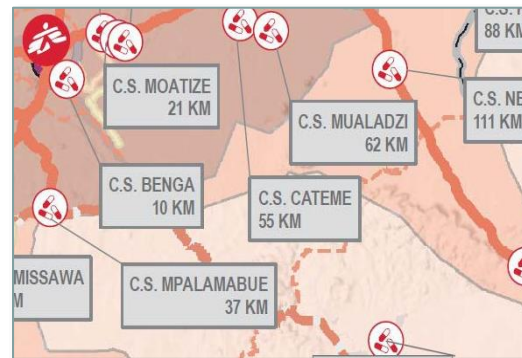 88 KM
C.S. MOATIZE
21 KM
C.S. NE
111 KM
C.S. MUALADZI
62 KM
C.S. BENGA
10 KM
C.S. CATEME
55 KM
MISSAWA
M
C.S. MPALAMABUE
37 KM